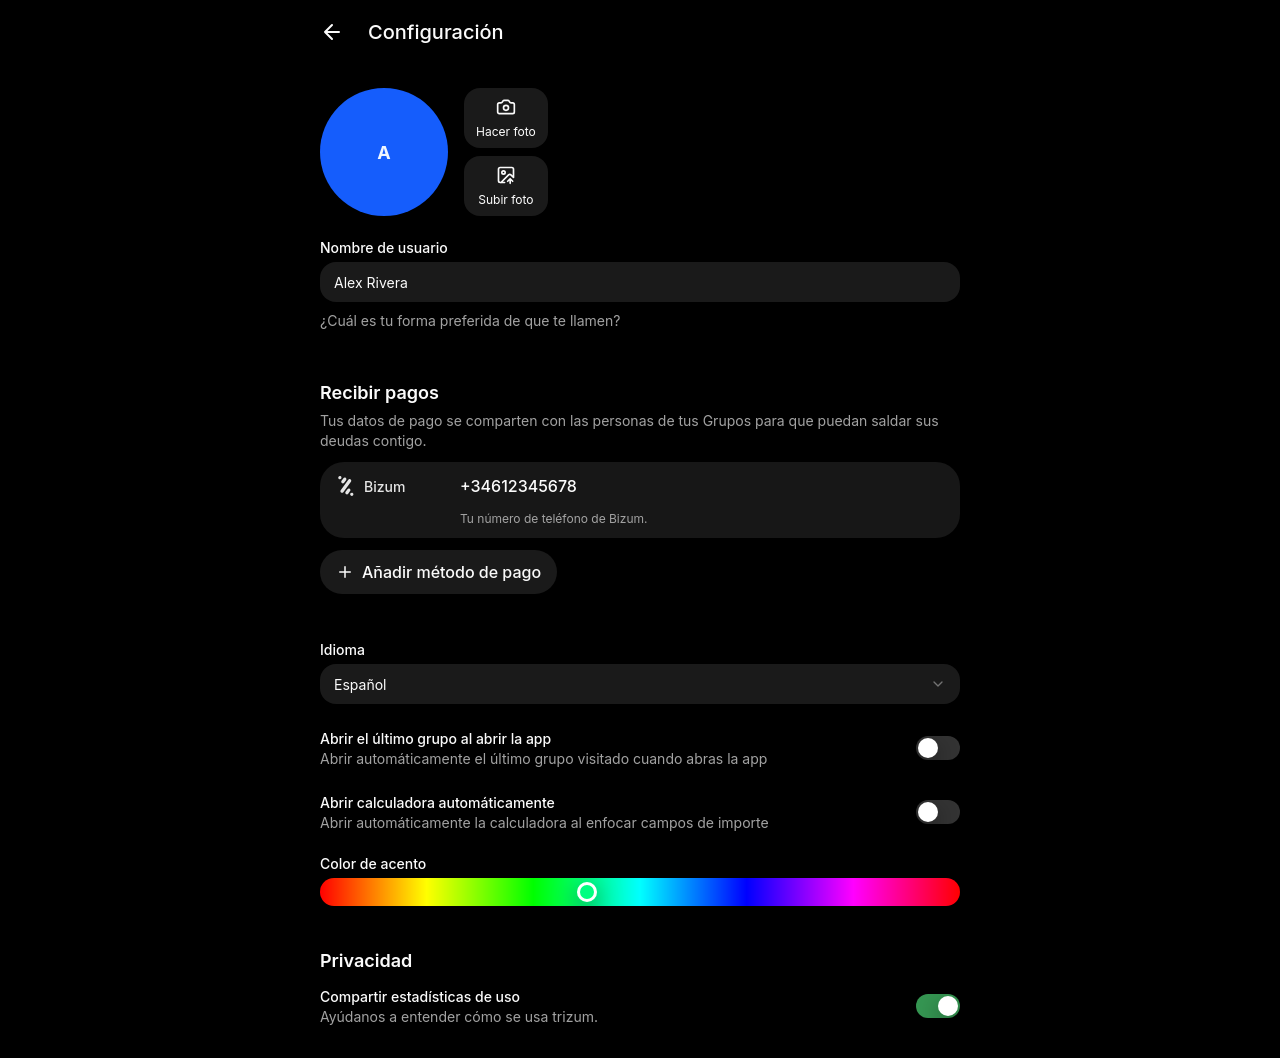 Configuración
A
Hacer foto
Subir foto
Nombre de usuario
Alex Rivera
¿Cuál es tu forma preferida de que te llamen?
Recibir pagos
Tus datos de pago se comparten con las personas de tus Grupos para que puedan saldar sus
deudas contigo.
Bizum +34612345678
Tu número de teléfono de Bizum.
Añadir método de pago
Idioma
Español
Abrir el último grupo al abrir la app
Abrir automáticamente el último grupo visitado cuando abras la app
Abrir calculadora automáticamente
Abrir automáticamente la calculadora al enfocar campos de importe
Color de acento
Privacidad
Compartir estadísticas de uso
Ayúdanos a entender cómo se usa trizum.